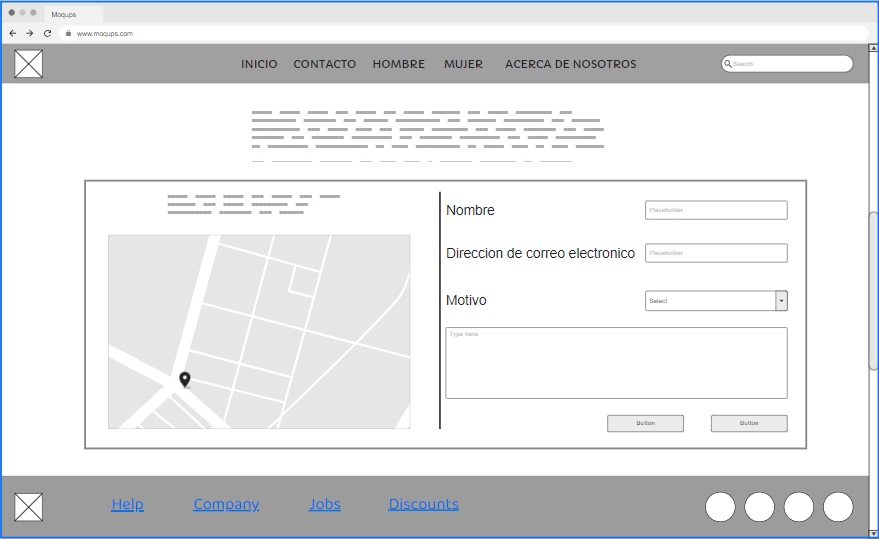 Moqups
www.moqups.com
INICIO CONTACTO HOMBRE MUJER ACERCA DE NOSOTROS
Search
Nombre
Placeholder
Direccion de correo electronico
Placeholder
Motivo
Select
Type here
Button Button
Help Company Jobs Discounts